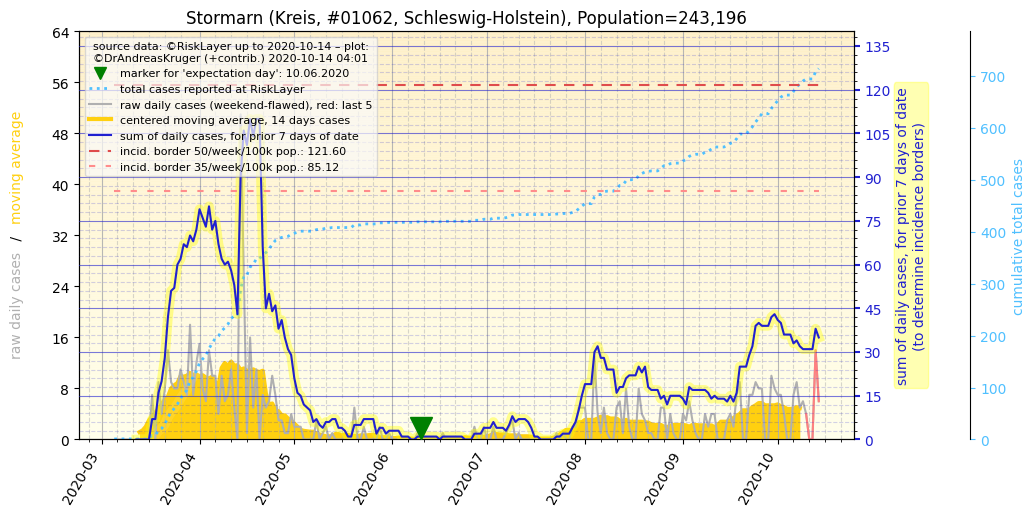 Stormarn (Kreis, #01062, Schleswig-Holstein), Population=243,196
source data: ©RiskLayer up to 2020-10-14 – plot:
©DrAndreasKruger (+contrib.) 2020-10-14 04:01
marker for 'expectation day': 10.06.2020
total cases reported at RiskLayer
raw daily cases (weekend-flawed), red: last 5
centered moving average, 14 days cases
sum of daily cases, for prior 7 days of date
incid. border 50/week/100k pop.: 121.60
incid. border 35/week/100k pop.: 85.12
raw daily cases / moving average
64
56
48
40
32
24
16
8
0
2020-03
2020-04
2020-05
2020-06
2020-07
2020-08
2020-09
2020-10
135
120
105
90
75
60
45
30
15
0
sum of daily cases, for prior 7 days of date
(to determine incidence borders)
700
600
500
400
300
200
100
0
cumulative total cases